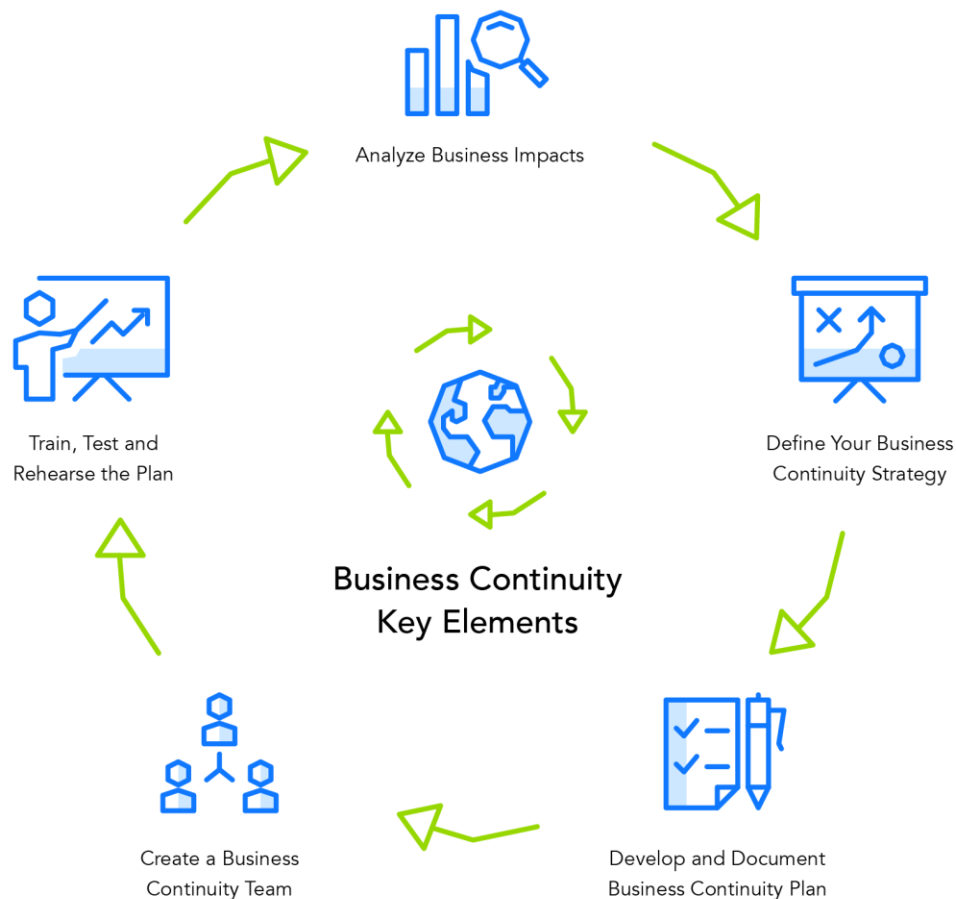 Analyze Business Impacts
Define Your Business
Continuity Strategy
Develop and Document
Business Continuity Plan
Create a Business
Continuity Team
Train, Test and
Rehearse the Plan
Business Continuity
Key Elements